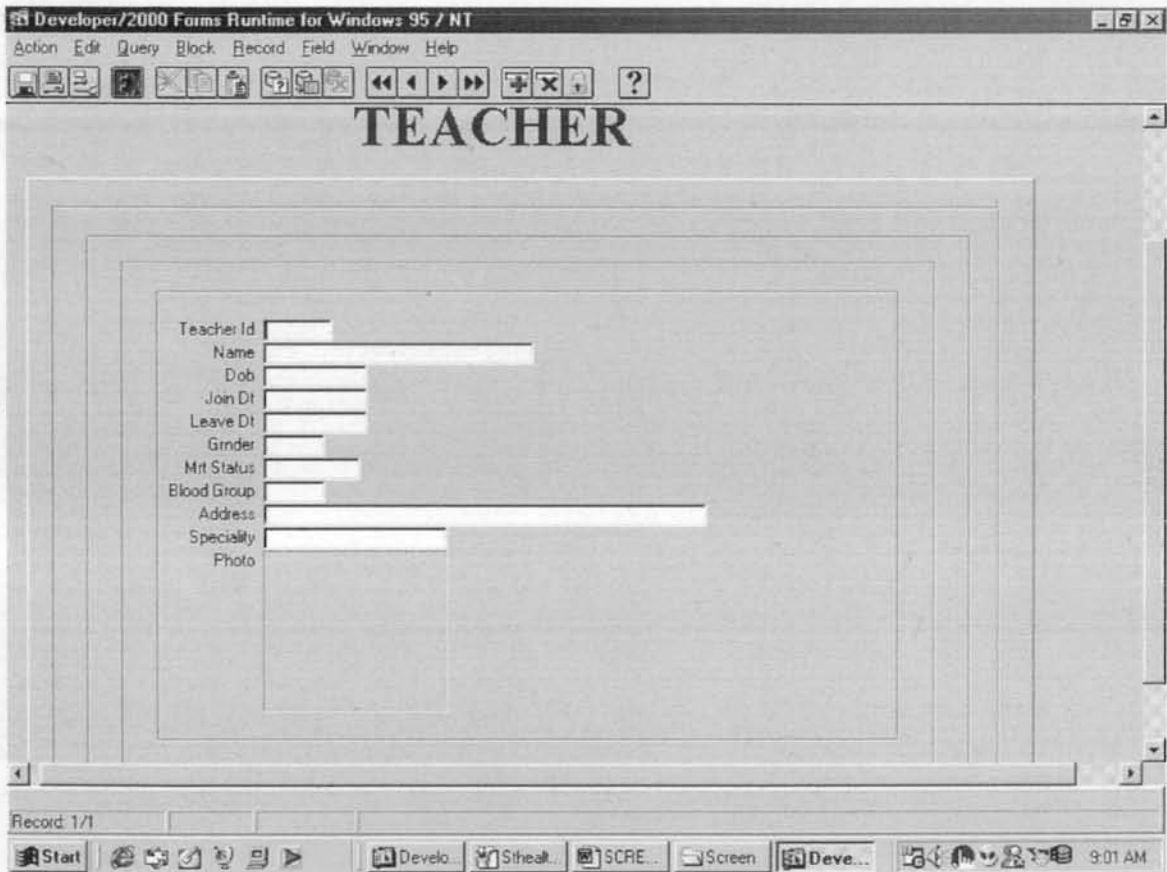 Developer/2000 Forms Runtime for Windows 95 / NT
Action Edit Query Block Record Field Window Help
TEACHER
Teacher Id
Name
Dob
Join Dt
Leave Dt
Grnder
Mrt Status
Blood Group
Address
Speciality
Photo
Record: 1/1
Start Develo... Sthealt... SCRE... Screen Deve... 9:01 AM